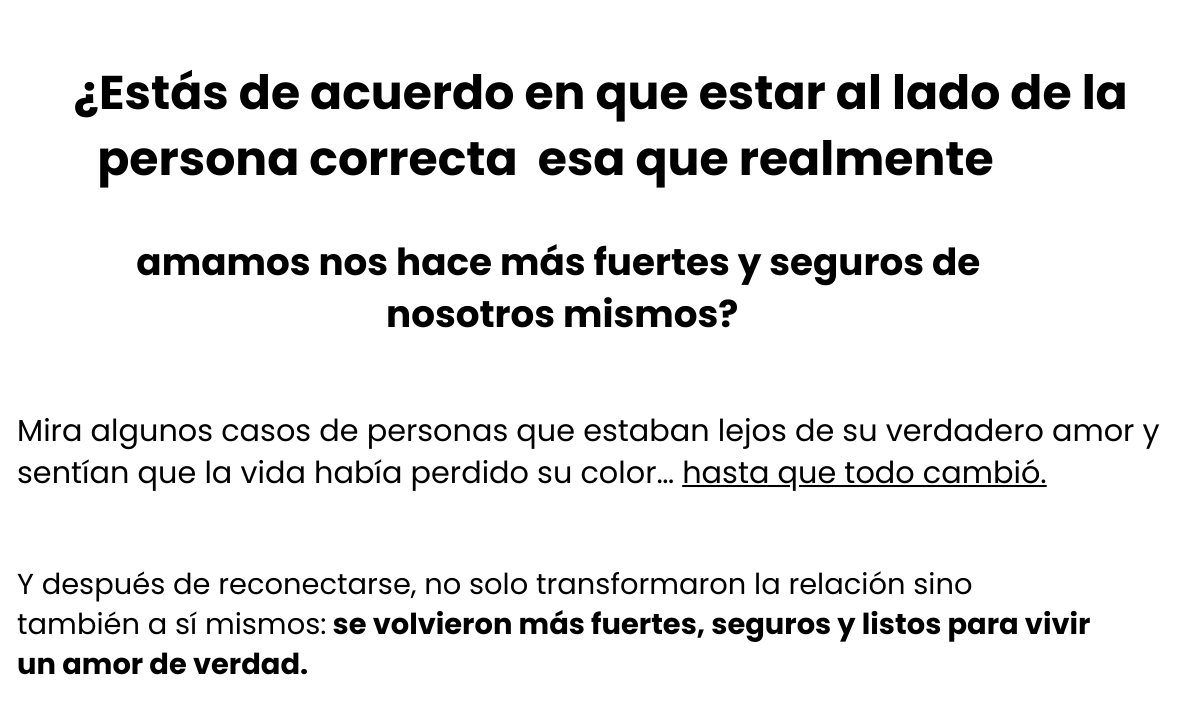 ¿Estás de acuerdo en que estar al lado de la
persona correcta  esa que realmente
amamos nos hace más fuertes y seguros de
nosotros mismos?
Mira algunos casos de personas que estaban lejos de su verdadero amor y
sentían que la vida había perdido su color… hasta que todo cambió.
Y después de reconectarse, no solo transformaron la relación sino
también a sí mismos: se volvieron más fuertes, seguros y listos para vivir
un amor de verdad.